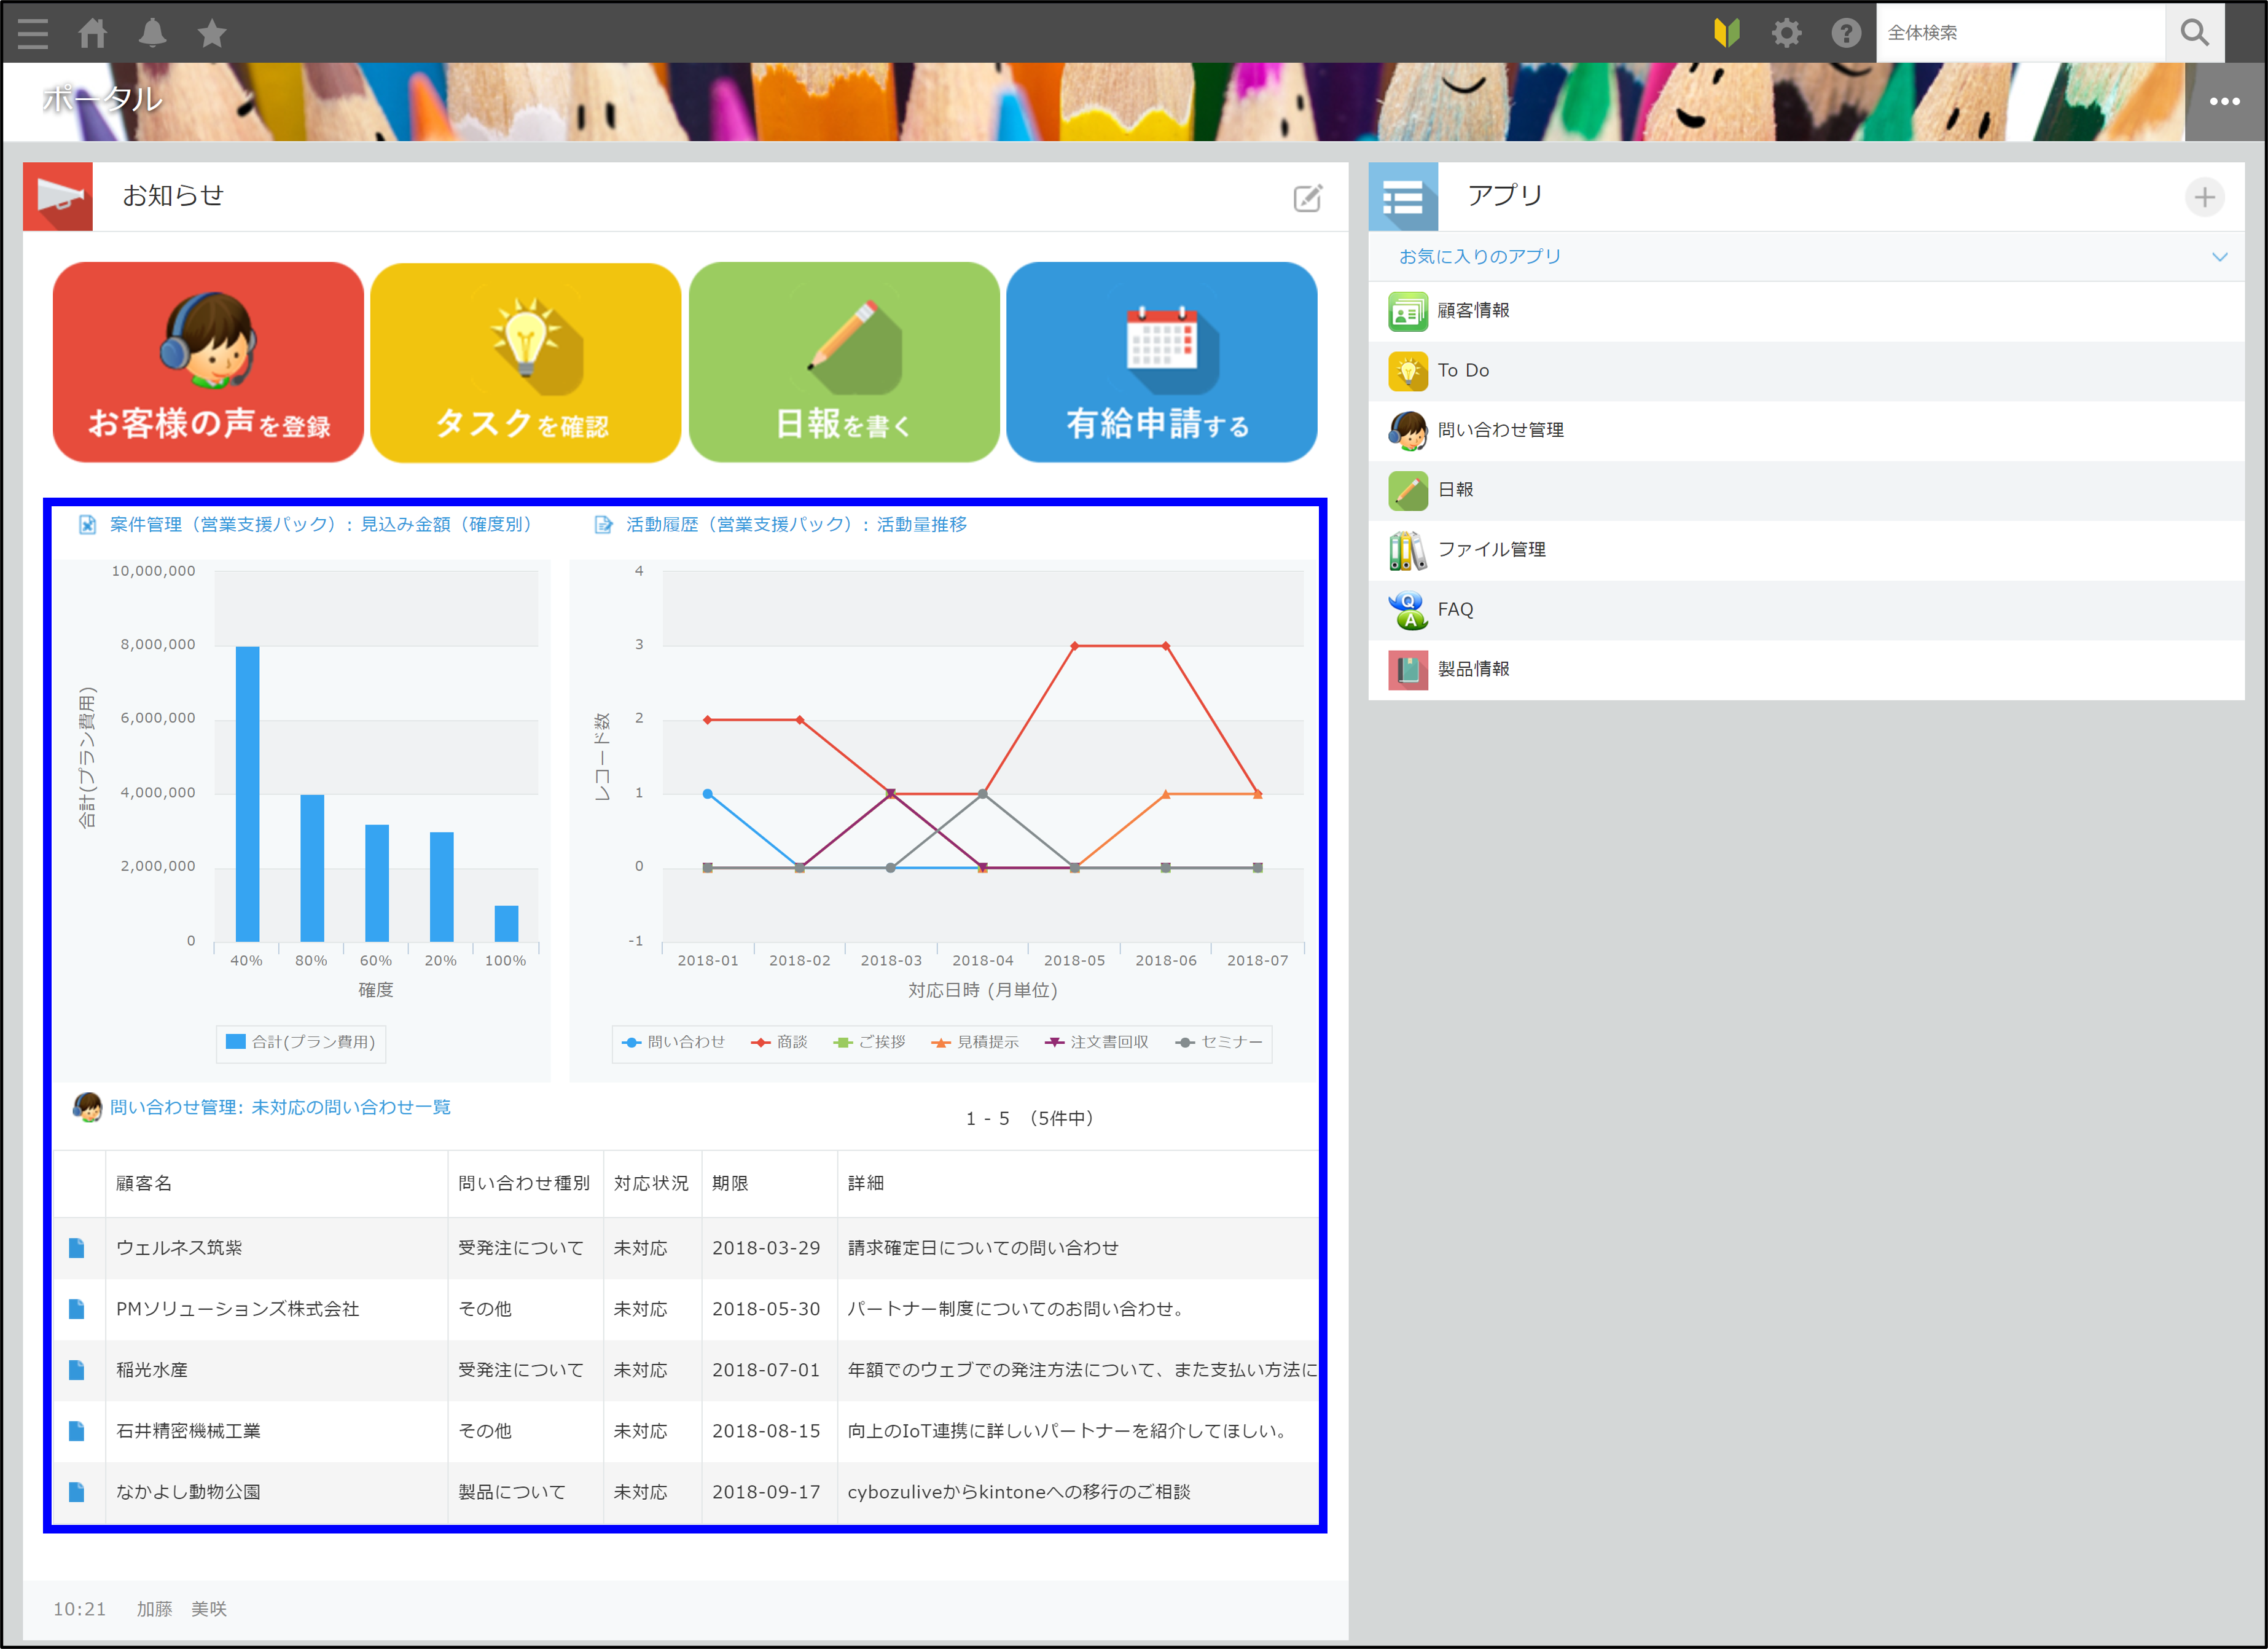 全体検索
ポータル
お知らせ
お客様の声を登録
タスクを確認
日報を書く
有給申請する
案件管理（営業支援パック）: 見込み金額（確度別）
合計(プラン費用)
10,000,000
8,000,000
6,000,000
4,000,000
2,000,000
0
40% 80% 60% 20% 100%
確度
合計(プラン費用)
活動履歴（営業支援パック）: 活動量推移
レコード数
4
3
2
1
0
-1
2018-01 2018-02 2018-03 2018-04 2018-05 2018-06 2018-07
対応日時 (月単位)
問い合わせ 商談 ご挨拶 見積提示 注文書回収 セミナー
問い合わせ管理: 未対応の問い合わせ一覧
1 - 5 （5件中）
顧客名 問い合わせ種別 対応状況 期限 詳細
ウェルネス筑紫 受発注について 未対応 2018-03-29 請求確定日についての問い合わせ
PMソリューションズ株式会社 その他 未対応 2018-05-30 パートナー制度についてのお問い合わせ。
稲光水産 受発注について 未対応 2018-07-01 年額でのウェブでの発注方法について、また支払い方法に
石井精密機械工業 その他 未対応 2018-08-15 向上のIoT連携に詳しいパートナーを紹介してほしい。
なかよし動物公園 製品について 未対応 2018-09-17 cybozuliveからkintoneへの移行のご相談
10:21 加藤 美咲
アプリ
お気に入りのアプリ
顧客情報
To Do
問い合わせ管理
日報
ファイル管理
Q
A
FAQ
製品情報